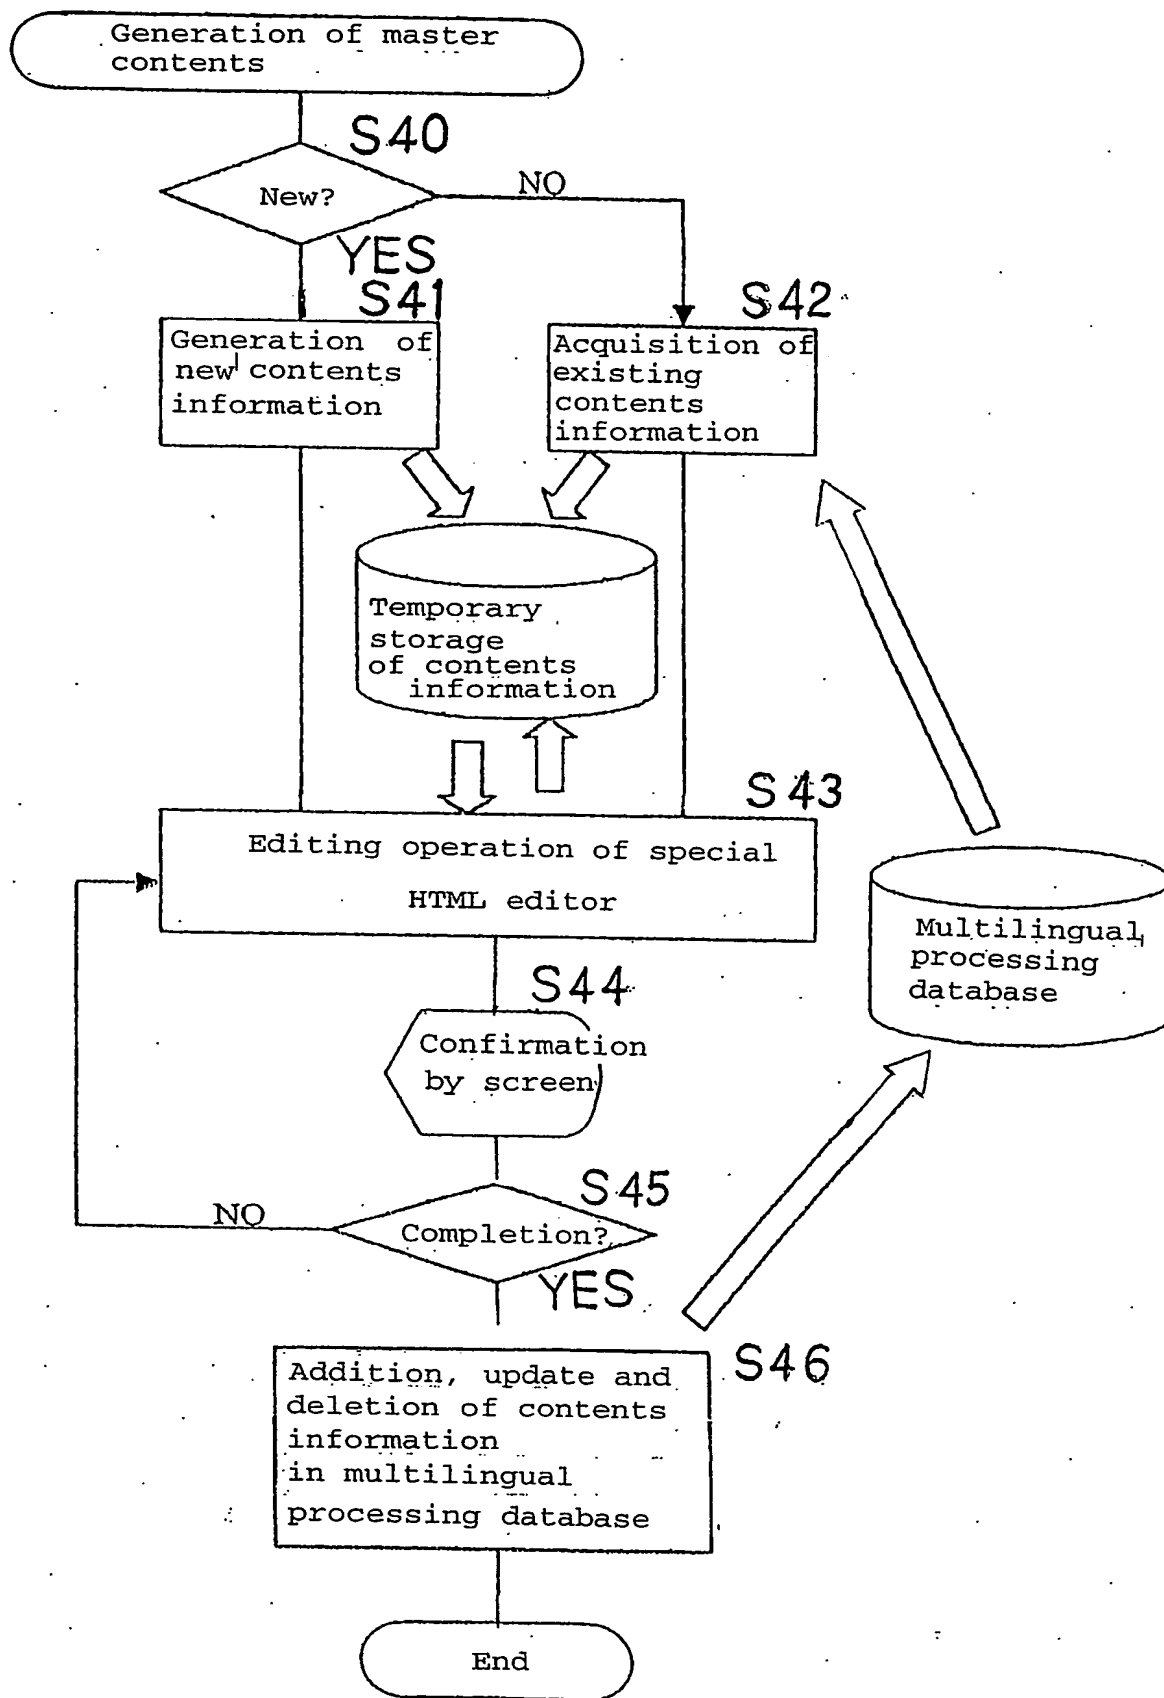 Generation of master
contents
S40
New?
NO
YES
S41
S42
Generation of
new contents
information
Acquisition of
existing
contents
information
Temporary
storage
of contents
information
S43
Editing operation of special
HTML editor
Multilingual
processing
database
S44
Confirmation
by screen
S45
NO
Completion?
YES
S46
Addition, update and
deletion of contents
information
in multilingual
processing database
End